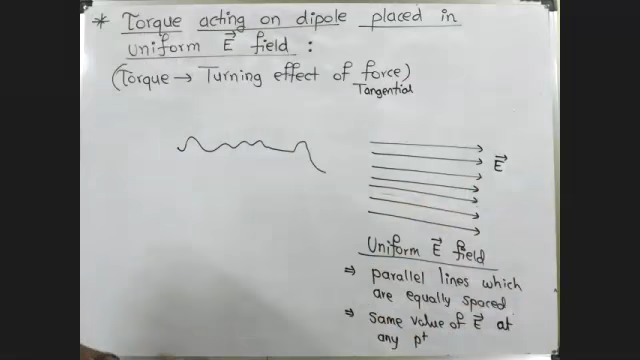 * Torque acting on dipole placed in
uniform E⃗ field :
(Torque → Turning effect of force)
Tangential
E⃗
Uniform E⃗ field
⇒ parallel lines which
are equally spaced
⇒ same value of E⃗ at
any pt